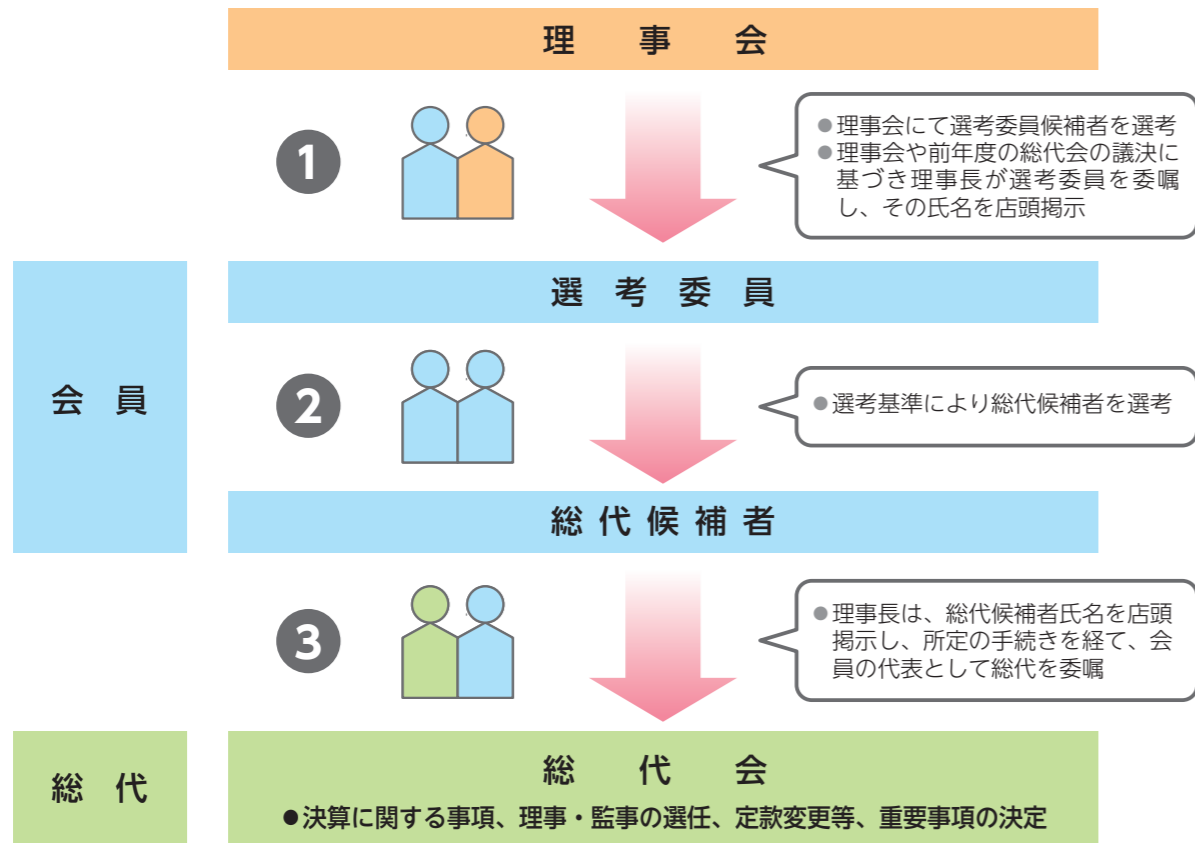 理事会
1
●理事会にて選考委員候補者を選考
●理事会や前年度の総代会の議決に
基づき理事長が選考委員を委嘱
し、その氏名を店頭掲示
選考委員
会員
2
●選考基準により総代候補者を選考
総代候補者
3
●理事長は、総代候補者氏名を店頭
掲示し、所定の手続きを経て、会
員の代表として総代を委嘱
総代
総代会
●決算に関する事項、理事・監事の選任、定款変更等、重要事項の決定